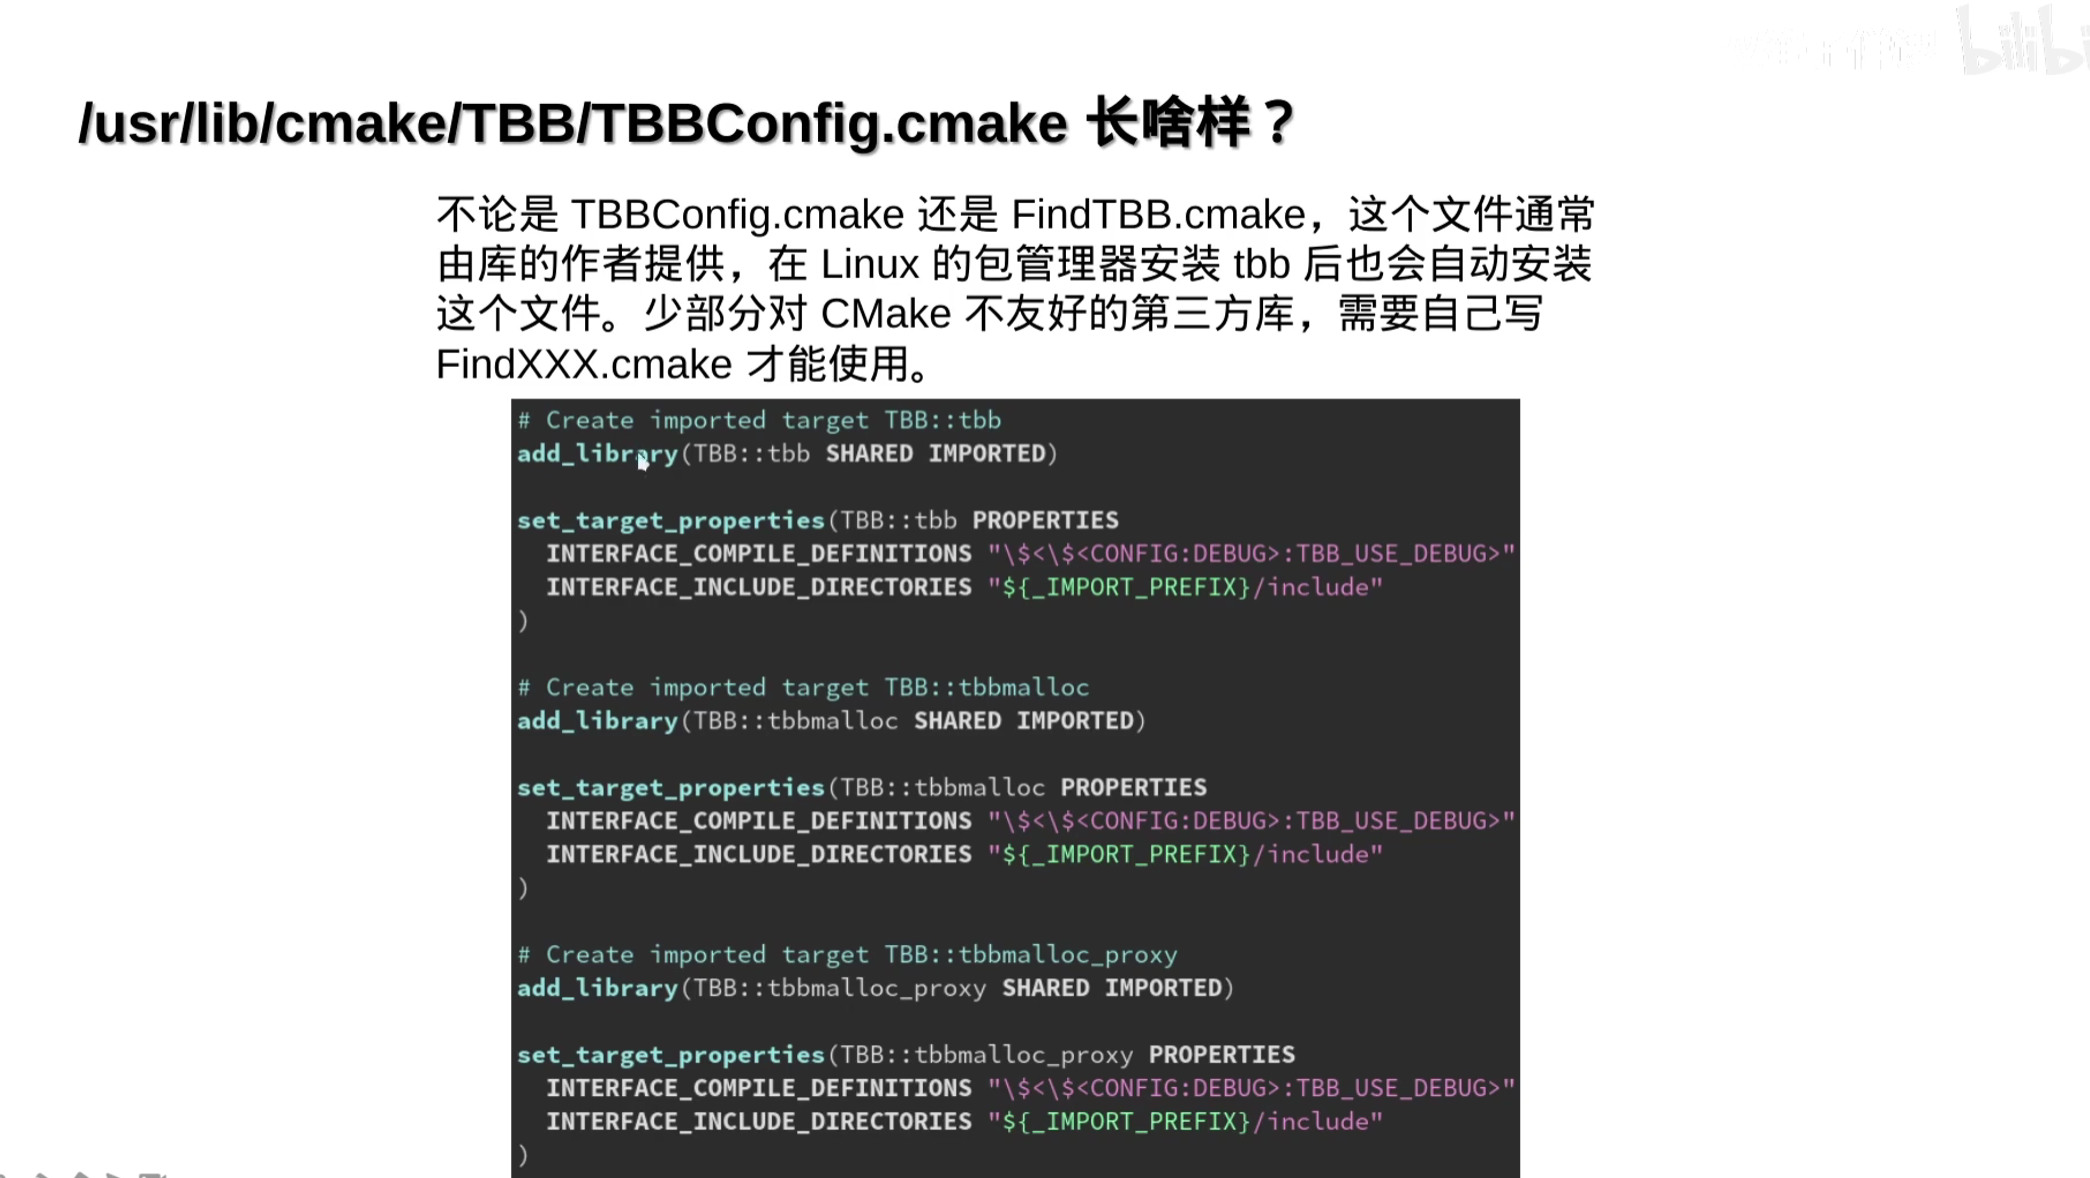 /usr/lib/cmake/TBB/TBBConfig.cmake 长啥样？
不论是 TBBConfig.cmake 还是 FindTBB.cmake，这个文件通常
由库的作者提供，在 Linux 的包管理器安装 tbb 后也会自动安装
这个文件。少部分对 CMake 不友好的第三方库，需要自己写
FindXXX.cmake 才能使用。
# Create imported target TBB::tbb
add_library(TBB::tbb SHARED IMPORTED)
set_target_properties(TBB::tbb PROPERTIES
  INTERFACE_COMPILE_DEFINITIONS "\$<\$<CONFIG:DEBUG>:TBB_USE_DEBUG>"
  INTERFACE_INCLUDE_DIRECTORIES "${_IMPORT_PREFIX}/include"
)
# Create imported target TBB::tbbmalloc
add_library(TBB::tbbmalloc SHARED IMPORTED)
set_target_properties(TBB::tbbmalloc PROPERTIES
  INTERFACE_COMPILE_DEFINITIONS "\$<\$<CONFIG:DEBUG>:TBB_USE_DEBUG>"
  INTERFACE_INCLUDE_DIRECTORIES "${_IMPORT_PREFIX}/include"
)
# Create imported target TBB::tbbmalloc_proxy
add_library(TBB::tbbmalloc_proxy SHARED IMPORTED)
set_target_properties(TBB::tbbmalloc_proxy PROPERTIES
  INTERFACE_COMPILE_DEFINITIONS "\$<\$<CONFIG:DEBUG>:TBB_USE_DEBUG>"
  INTERFACE_INCLUDE_DIRECTORIES "${_IMPORT_PREFIX}/include"
)